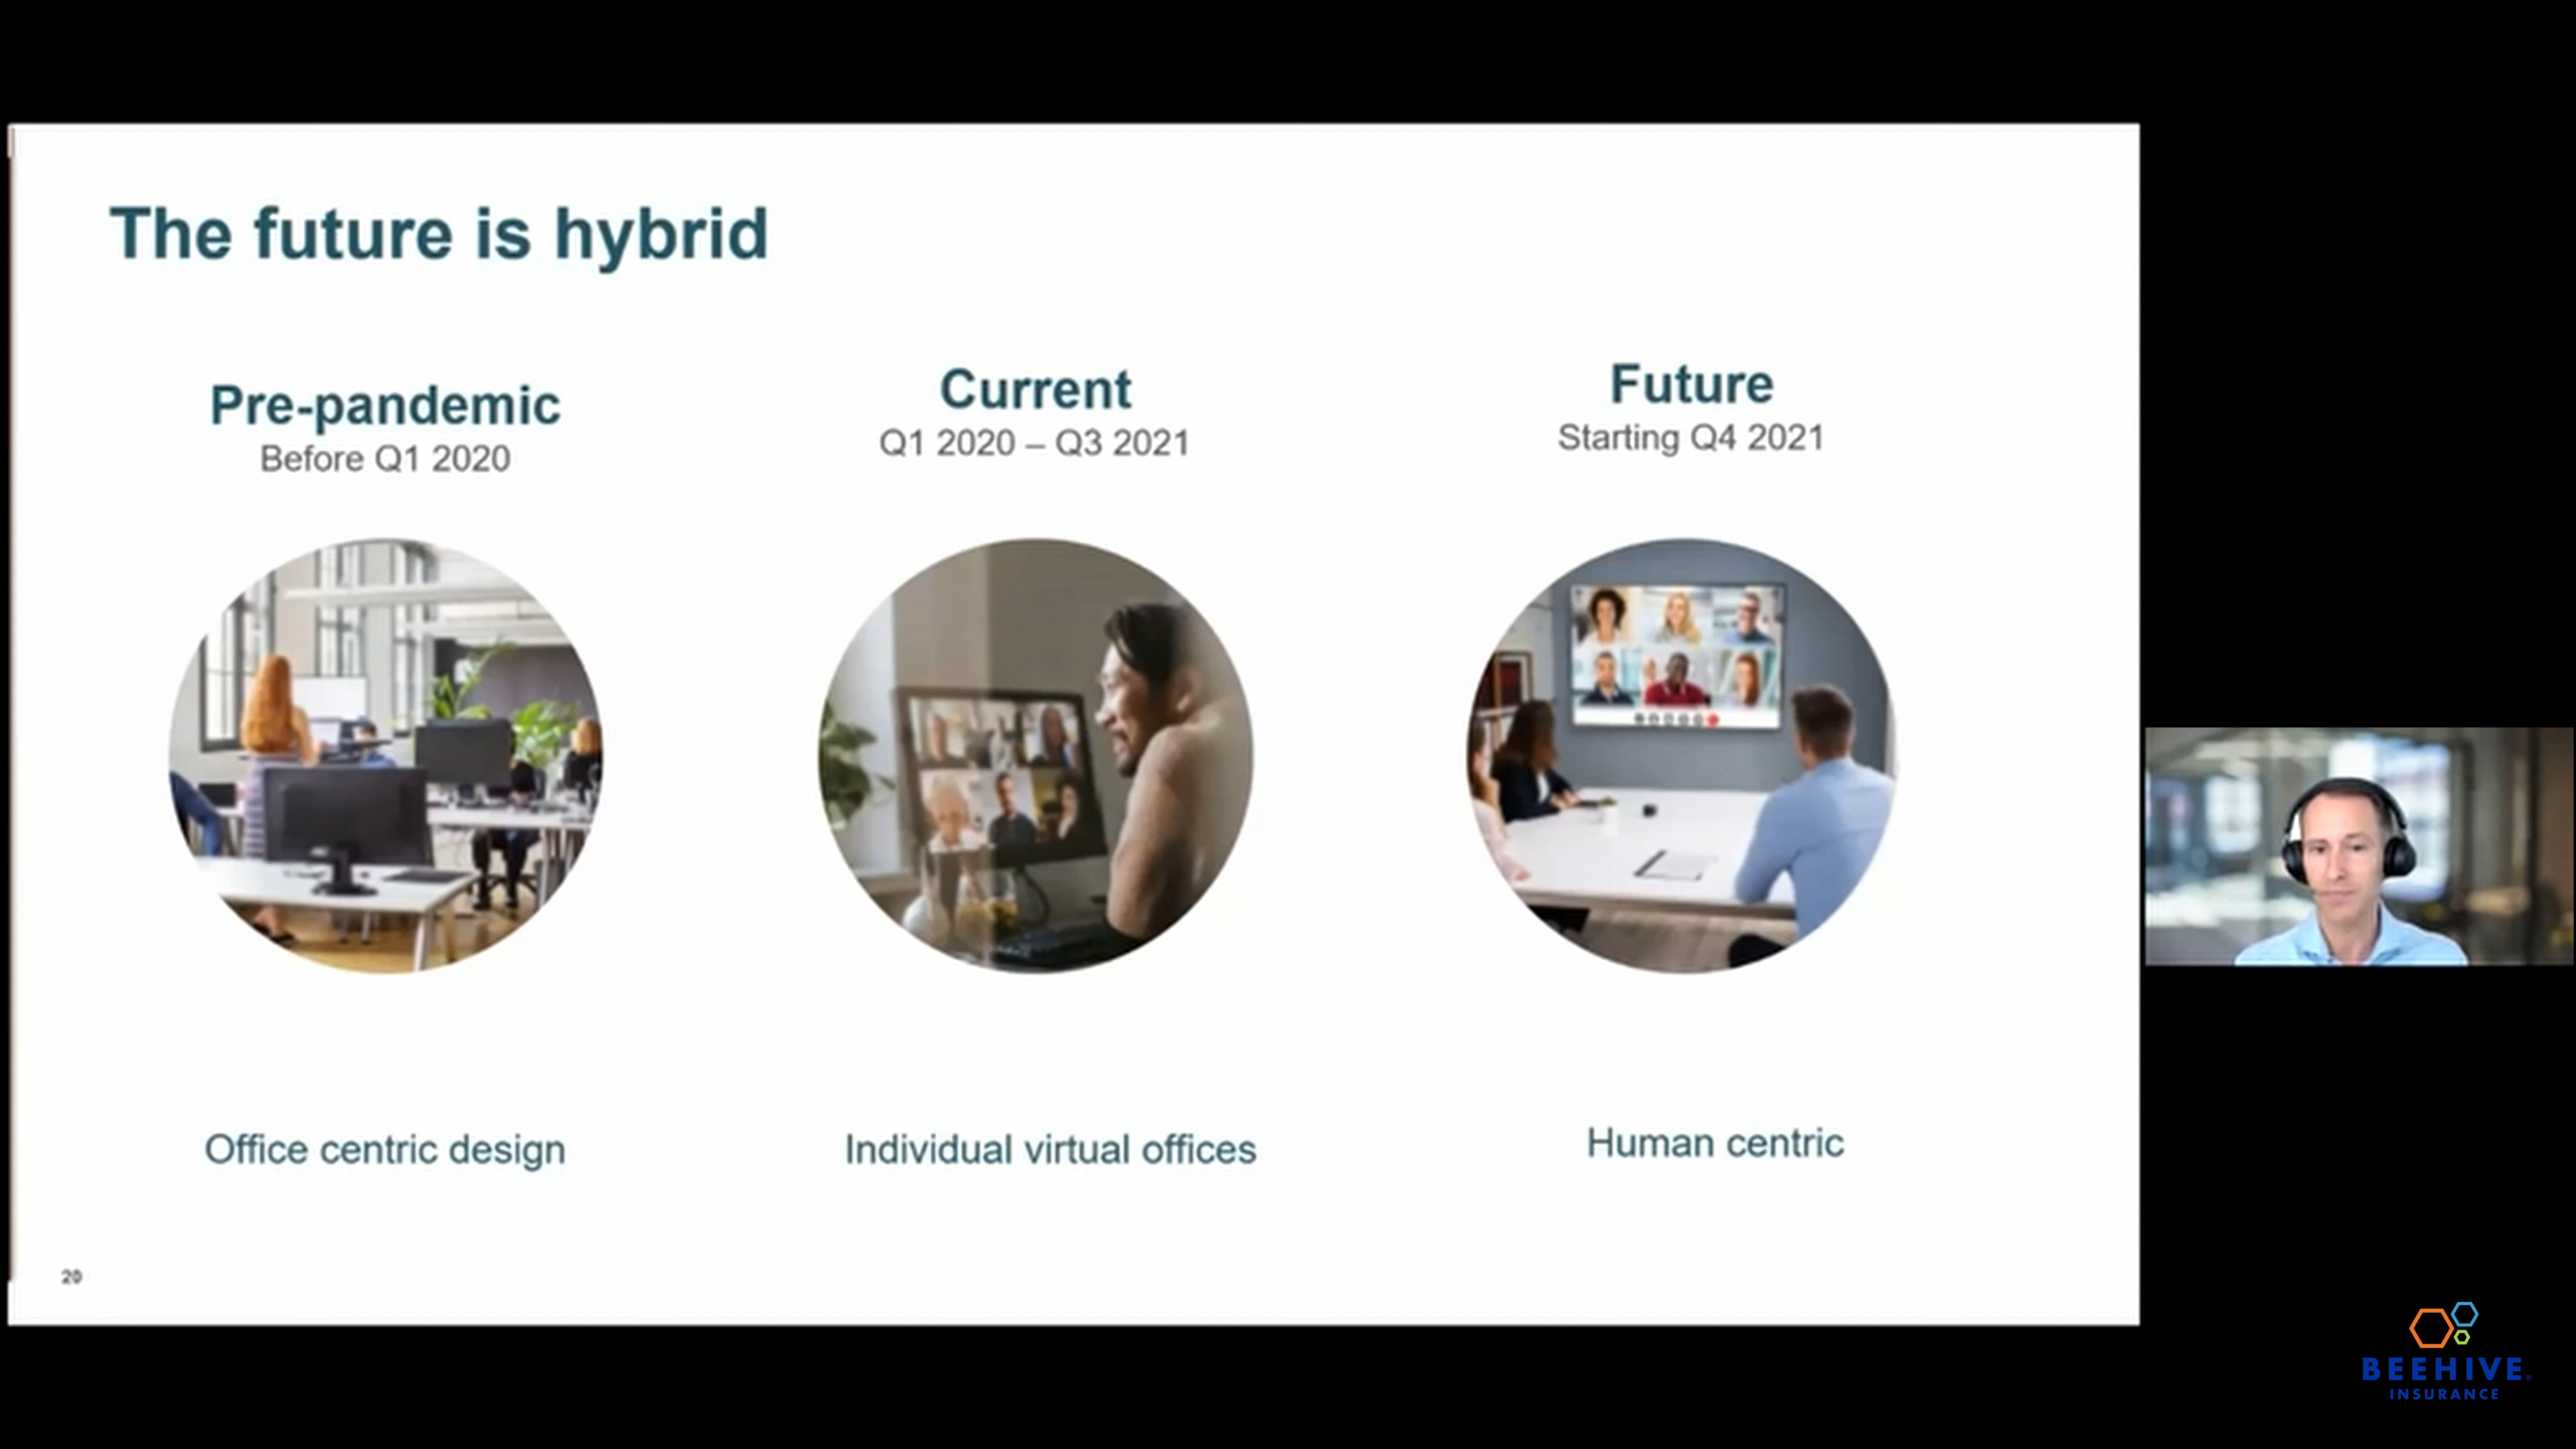 The future is hybrid
Pre-pandemic
Before Q1 2020
Current
Q1 2020 – Q3 2021
Future
Starting Q4 2021
Office centric design
Individual virtual offices
Human centric
20
BEEHIVE
INSURANCE